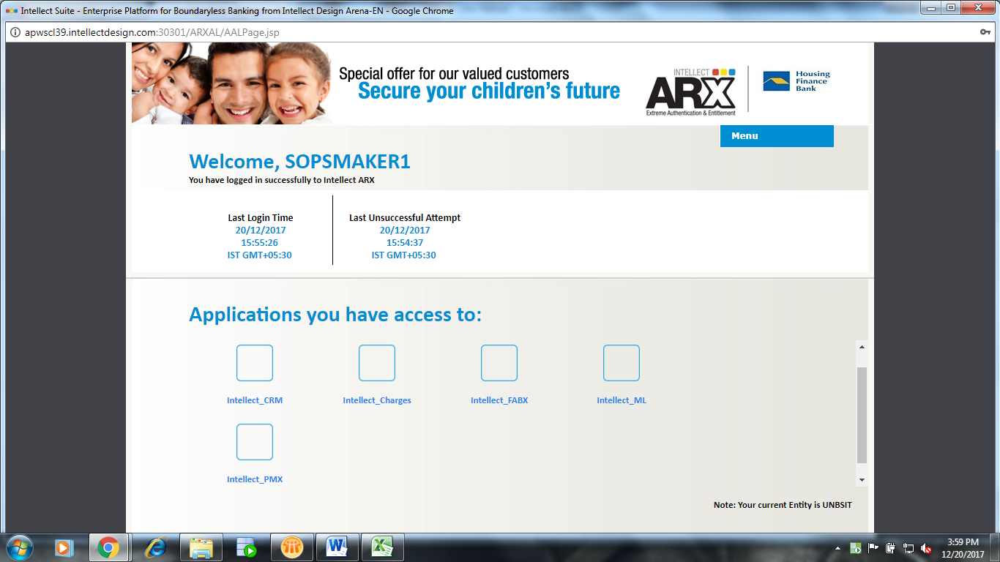 Intellect Suite - Enterprise Platform for Boundaryless Banking from Intellect Design Arena-EN - Google Chrome
apwscl39.intellectdesign.com:30301/ARXAL/AALPage.jsp
Special offer for our valued customers
Secure your children's future
INTELLECT
ARX
Extreme Authentication & Entitlement
Housing
Finance
Bank
Menu
Welcome, SOPSMAKER1
You have logged in successfully to Intellect ARX
Last Login Time
20/12/2017
15:55:26
IST GMT+05:30
Last Unsuccessful Attempt
20/12/2017
15:54:37
IST GMT+05:30
Applications you have access to:
Intellect_CRM Intellect_Charges Intellect_FABX Intellect_ML
Intellect_PMX
Note: Your current Entity is UNBSIT
3:59 PM
12/20/2017